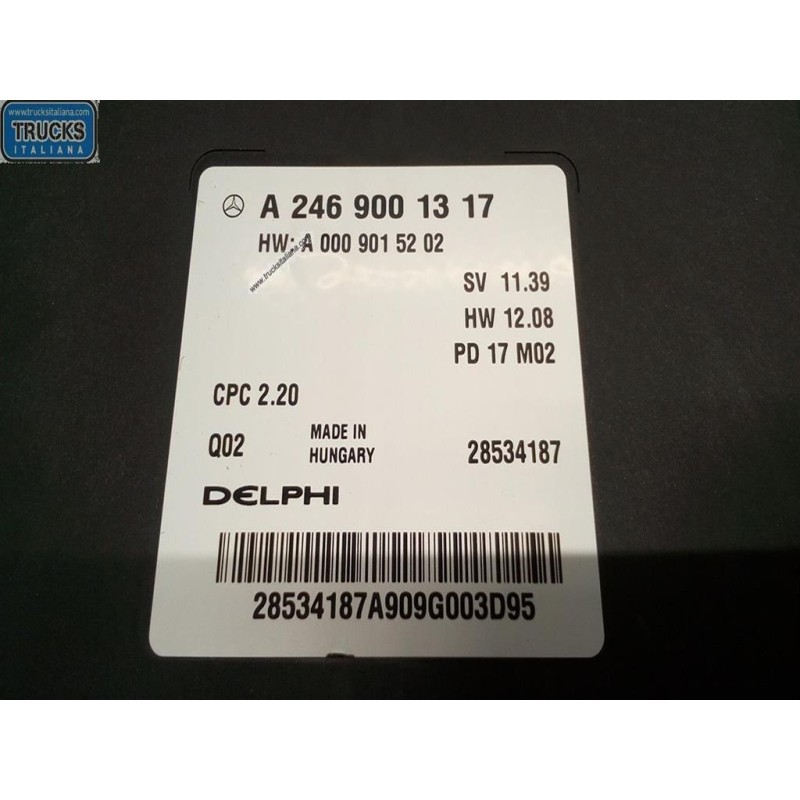 www.trucksitaliana.com
TRUCKS
ITALIANA
A 246 900 13 17
HW: A 000 901 52 02
www.trucksitaliana.com
SV 11.39
HW 12.08
PD 17 M02
CPC 2.20
Q02
MADE IN
HUNGARY
28534187
DELPHI
28534187A909G003D95